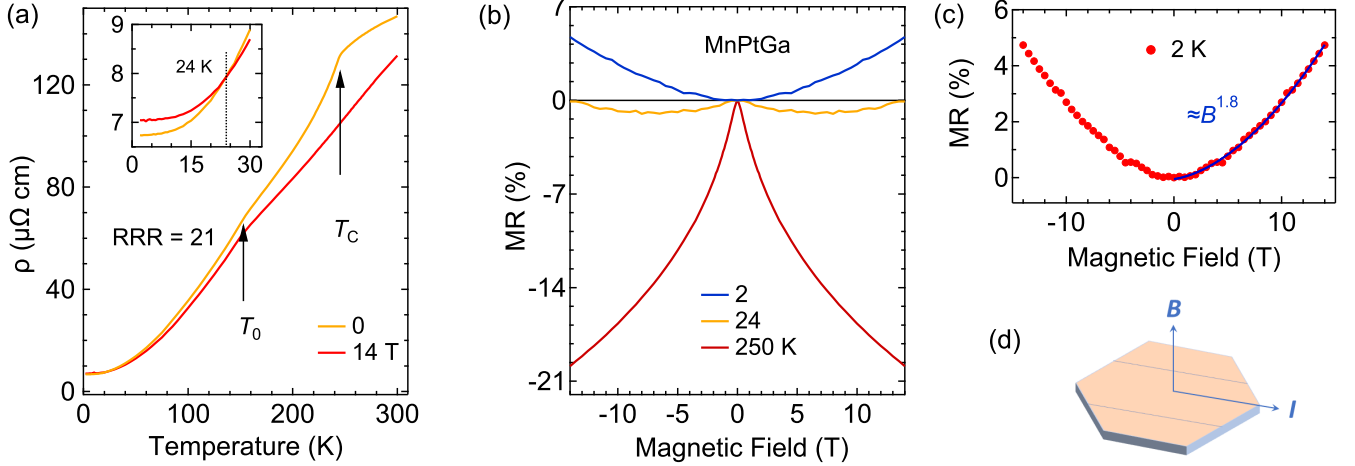 (a)
ρ (μΩ cm)
120
80
40
0
0
100
200
300
Temperature (K)
9
8
7
6
0
15
30
24 K
RRR = 21
T0
TC
0
14 T
(b)
MR (%)
7
0
-7
-14
-21
-10
-5
0
5
10
Magnetic Field (T)
MnPtGa
2
24
250 K
(c)
MR (%)
6
4
2
0
-10
0
10
Magnetic Field (T)
2 K
≈B^1.8
(d)
B
I